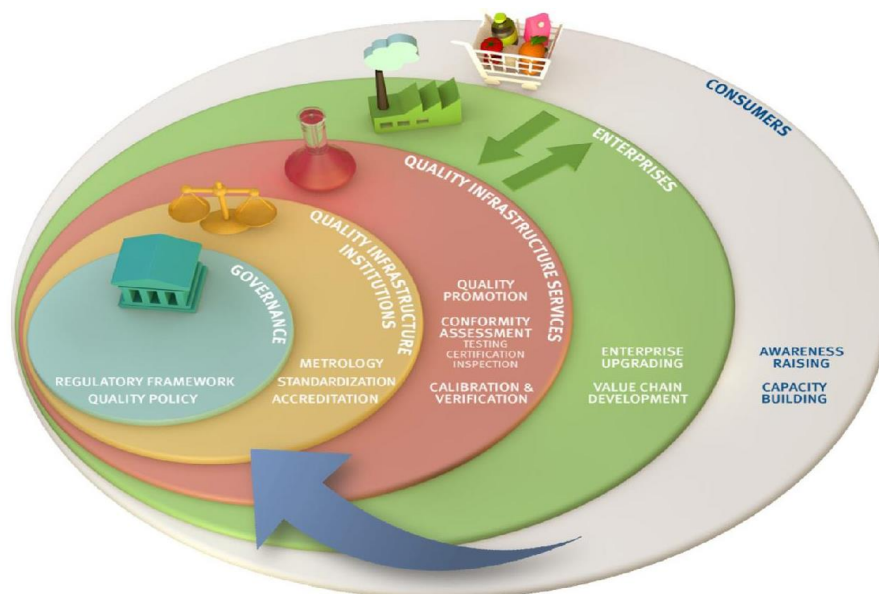 CONSUMERS
ENTERPRISES
QUALITY INFRASTRUCTURE SERVICES
QUALITY INFRASTRUCTURE
INSTITUTIONS
GOVERNANCE
REGULATORY FRAMEWORK
QUALITY POLICY
METROLOGY
STANDARDIZATION
ACCREDITATION
QUALITY
PROMOTION
CONFORMITY
ASSESSMENT
TESTING
CERTIFICATION
INSPECTION
CALIBRATION &
VERIFICATION
ENTERPRISE
UPGRADING
VALUE CHAIN
DEVELOPMENT
AWARENESS
RAISING
CAPACITY
BUILDING